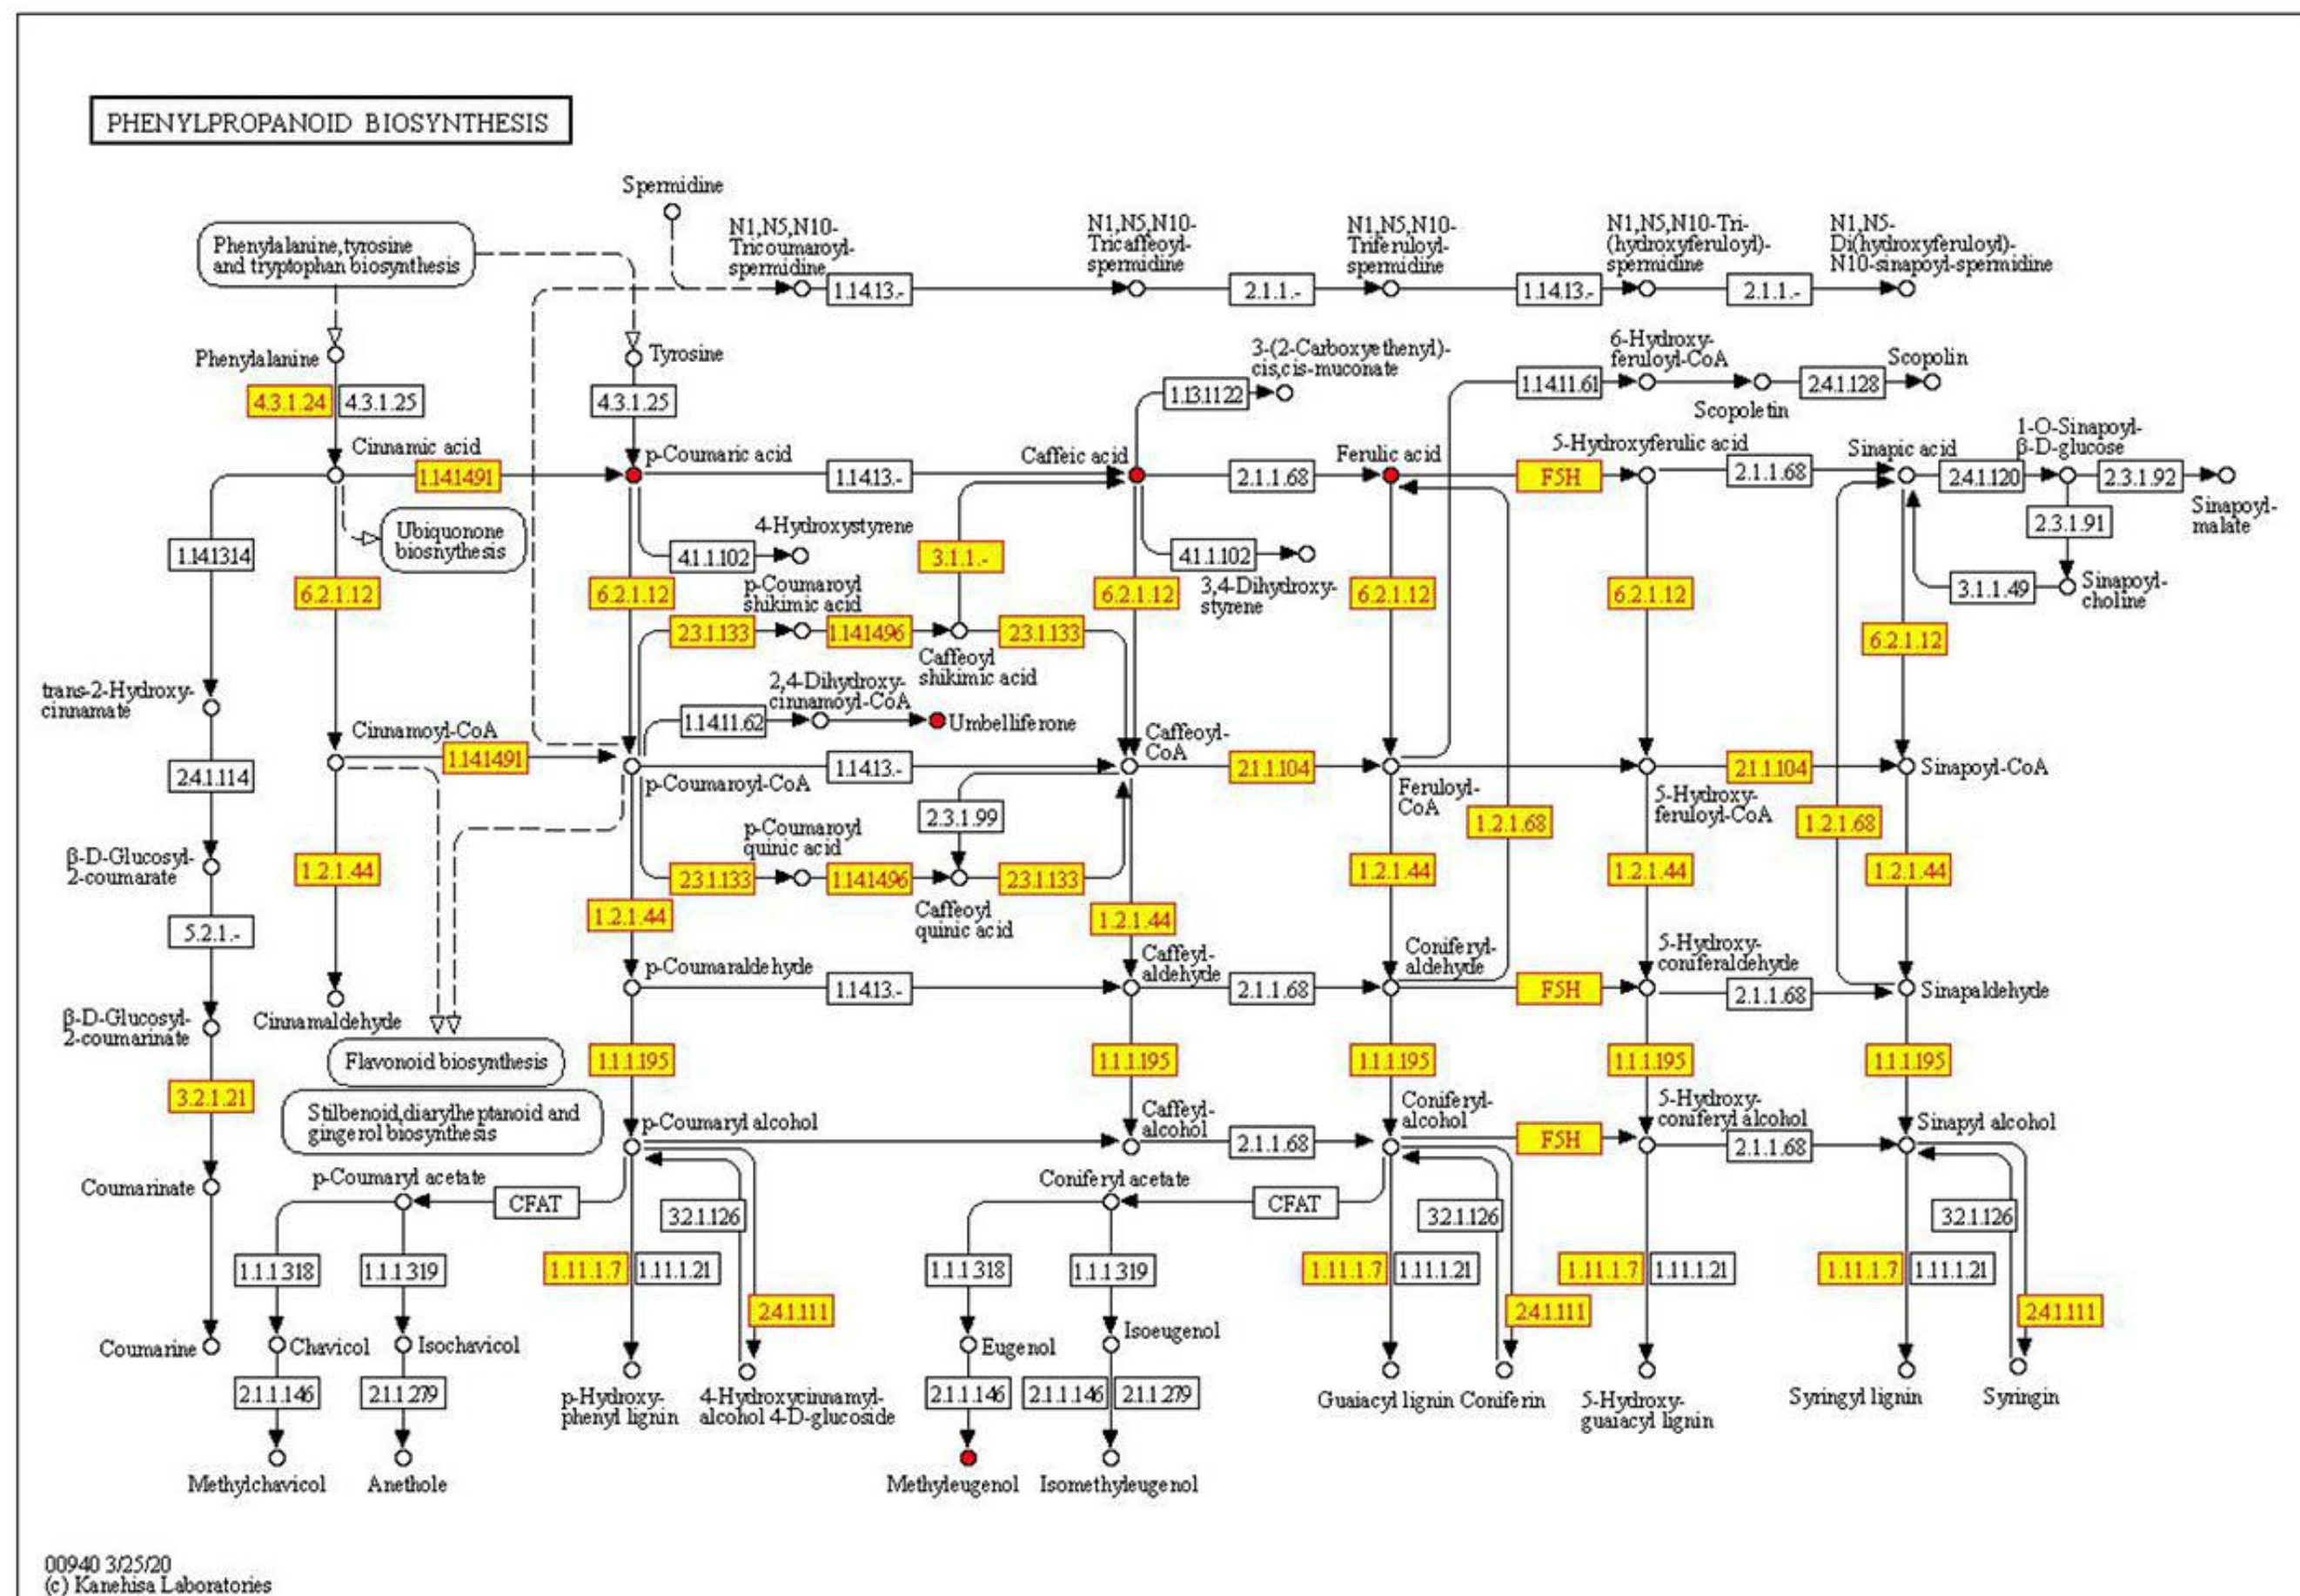 PHENYLPROPANOID BIOSYNTHESIS
Spermidine
Phenylalanine, tyrosine
and tryptophan biosynthesis
N1,N5,N10-
Tricoumaroyl-
spermidine
N1,N5,N10-
Tricaffeoyl-
spermidine
N1,N5,N10-
Triferuloyl-
spermidine
N1,N5,N10-Tri-
(hydroxyferuloyl)-
spermidine
N1,N5-
Di(hydroxyferuloyl)-
N10-sinapoyl-spermidine
1.14.13.-
2.1.1.-
1.14.13.-
2.1.1.-
Phenylalanine
Tyrosine
3-(2-Carboxyethenyl)-
cis,cis-muconate
6-Hydroxy-
feruloyl-CoA
Scopolin
4.3.1.24
4.3.1.25
4.3.1.25
1.13.11.22
1.14.11.61
2.4.1.128
Scopoletin
Cinnamic acid
p-Coumaric acid
Caffeic acid
Ferulic acid
5-Hydroxyferulic acid
Sinapic acid
1-O-Sinapoyl-
β-D-glucose
1.14.14.91
1.14.13.-
2.1.1.68
F5H
2.1.1.68
2.4.1.120
2.3.1.92
Sinapoyl-
malate
Ubiquonone
biosnythesis
4-Hydroxystyrene
2.3.1.91
1.14.13.14
4.1.1.102
3.1.1.-
4.1.1.102
3,4-Dihydroxy-
styrene
6.2.1.12
6.2.1.12
p-Coumaroyl
shikimic acid
6.2.1.12
6.2.1.12
6.2.1.12
3.1.1.49
Sinapoyl-
choline
2.3.1.133
1.14.14.96
2.3.1.133
6.2.1.12
Caffeoyl
shikimic acid
trans-2-Hydroxy-
cinnamate
2,4-Dihydroxy-
cinnamoyl-CoA
1.14.11.62
Umbelliferone
Cinnamoyl-CoA
1.14.14.91
p-Coumaroyl-CoA
1.14.13.-
Caffeoyl-
CoA
2.1.1.104
Feruloyl-
CoA
5-Hydroxy-
feruloyl-CoA
2.1.1.104
Sinapoyl-CoA
2.4.1.114
2.3.1.99
1.2.1.68
1.2.1.68
β-D-Glucosyl-
2-coumarate
1.2.1.44
p-Coumaroyl
quinic acid
2.3.1.133
1.14.14.96
2.3.1.133
1.2.1.44
1.2.1.44
1.2.1.44
Caffeoyl
quinic acid
1.2.1.44
1.2.1.44
5.2.1.-
p-Coumaraldehyde
Caffeyl-
aldehyde
Coniferyl-
aldehyde
5-Hydroxy-
coniferaldehyde
Sinapaldehyde
1.14.13.-
2.1.1.68
F5H
2.1.1.68
β-D-Glucosyl-
2-coumarinate
Cinnamaldehyde
Flavonoid biosynthesis
1.1.1.195
1.1.1.195
1.1.1.195
1.1.1.195
1.1.1.195
3.2.1.21
Stilbenoid,diarylheptanoid and
gingerol biosynthesis
p-Coumaryl alcohol
Caffeyl-
alcohol
Coniferyl-
alcohol
5-Hydroxy-
coniferyl alcohol
Sinapyl alcohol
2.1.1.68
F5H
2.1.1.68
Coumarinate
p-Coumaryl acetate
CFAT
Coniferyl acetate
CFAT
3.2.1.126
3.2.1.126
3.2.1.126
1.1.1.318
1.1.1.319
1.11.1.7
1.11.1.21
1.1.1.318
1.1.1.319
1.11.1.7
1.11.1.21
1.11.1.7
1.11.1.21
1.11.1.7
1.11.1.21
2.4.1.111
2.4.1.111
2.4.1.111
Coumarine
Chavicol
Isochavicol
Eugenol
Isoeugenol
2.1.1.146
2.1.1.279
p-Hydroxy-
phenyl lignin
4-Hydroxycinnamyl-
alcohol 4-D-glucoside
2.1.1.146
2.1.1.146
2.1.1.279
Guaiacyl lignin
Coniferin
5-Hydroxy-
guaiacyl lignin
Syringyl lignin
Syringin
Methylchavicol
Anethole
Methyleugenol
Isomethyleugenol
00940 3/25/20
(c) Kanehisa Laboratories